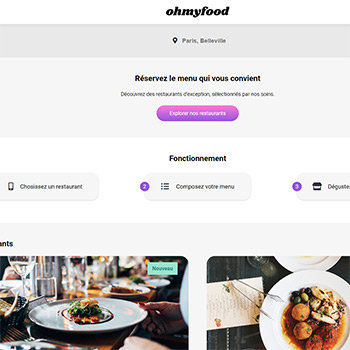 ohmyfood
Paris, Belleville
Réservez le menu qui vous convient
Découvrez des restaurants d'exception, sélectionnés par nos soins.
Explorer nos restaurants
Fonctionnement
Choisissez un restaurant
2 Composez votre menu
3 Déguste
ants
Nouveau